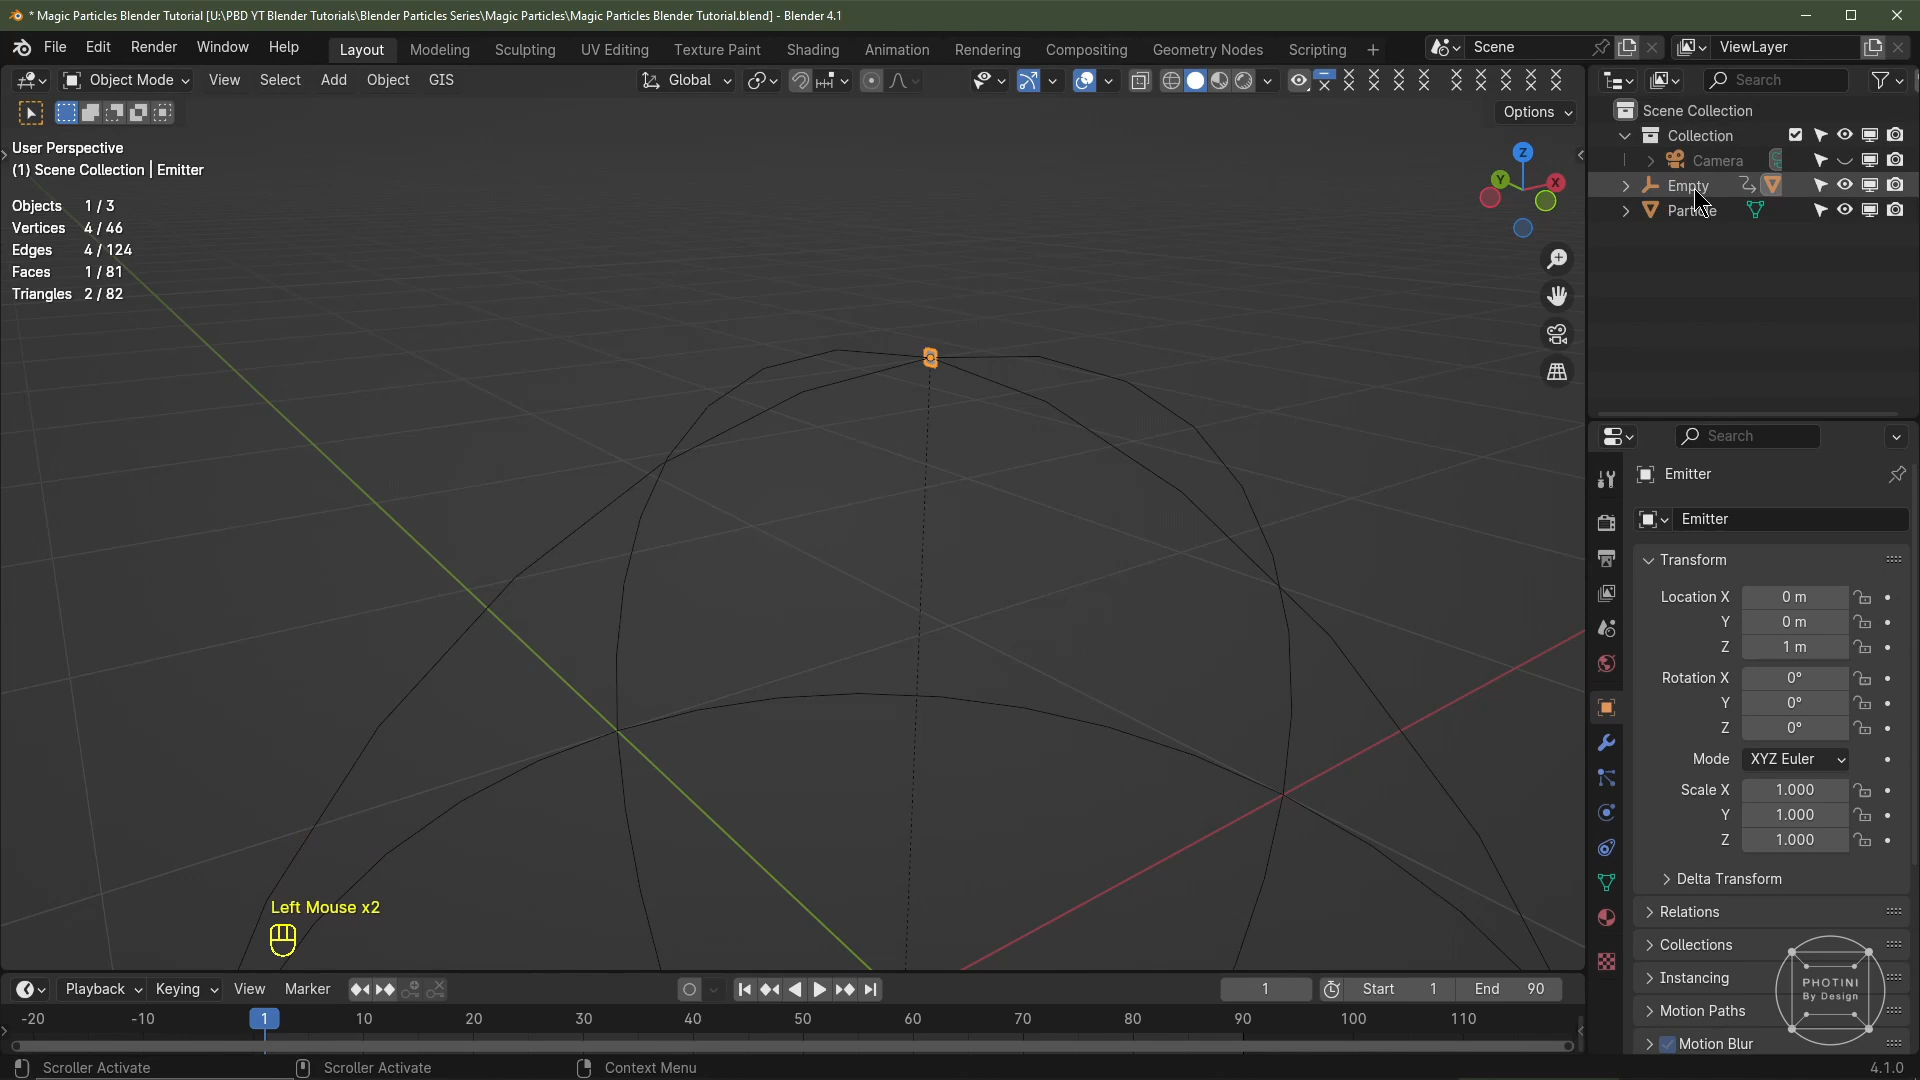 * Magic Particles Blender Tutorial [U:\PBD YT Blender Tutorials\Blender Particles Series\Magic Particles\Magic Particles Blender Tutorial.blend] - Blender 4.1
File Edit Render Window Help Layout Modeling Sculpting UV Editing Texture Paint Shading Animation Rendering Compositing Geometry Nodes Scripting + Scene ViewLayer
Object Mode View Select Add Object GIS Global Search
Options
User Perspective
(1) Scene Collection | Emitter
Objects 1 / 3
Vertices 4 / 46
Edges 4 / 124
Faces 1 / 81
Triangles 2 / 82
Z
Y
X
Scene Collection
Collection
Camera
Empty
Particle
Search
Emitter
Emitter
Transform
Location X 0 m
Y 0 m
Z 1 m
Rotation X 0°
Y 0°
Z 0°
Mode XYZ Euler
Scale X 1.000
Y 1.000
Z 1.000
Delta Transform
Relations
Collections
Instancing
Motion Paths
Motion Blur
PHOTINI
By Design
Left Mouse x2
Playback Keying View Marker 1 Start 1 End 90
-20 -10 1 10 20 30 40 50 60 70 80 90 100 110
Scroller Activate Scroller Activate Context Menu 4.1.0